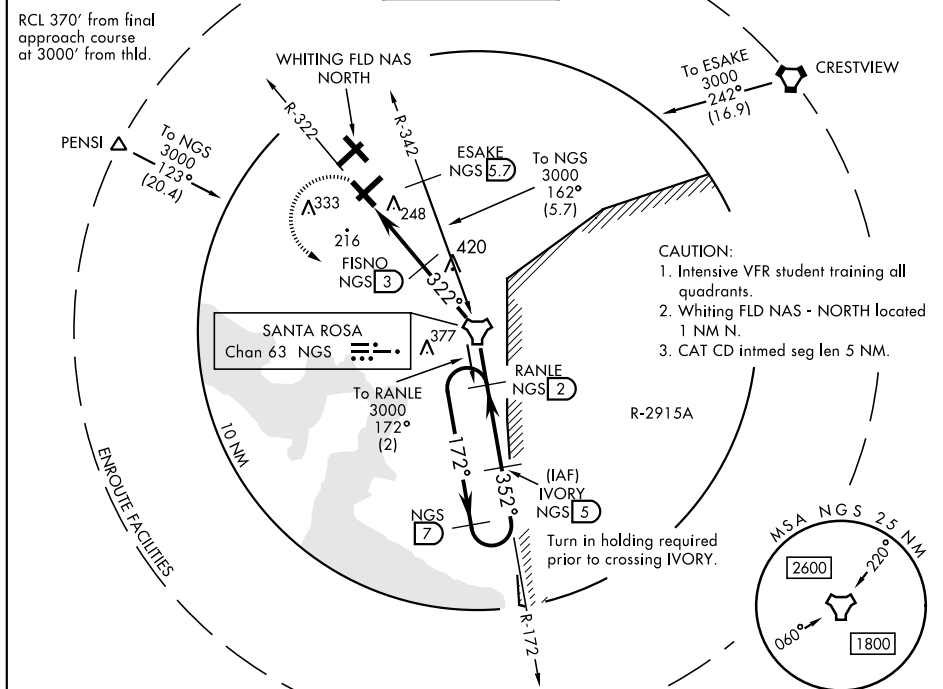 RCL 370' from final
approach course
at 3000' from thld.
WHITING FLD NAS
NORTH
To ESAKE
3000
242°
(16.9)
CRESTVIEW
R-322
R-342
PENSI
To NGS
3000
123°
(20.4)
ESAKE
NGS 5.7
To NGS
3000
162°
(5.7)
333
248
216
420
FISNO
NGS 3
322°
CAUTION:
1. Intensive VFR student training all
quadrants.
2. Whiting FLD NAS - NORTH located
1 NM N.
3. CAT CD intmed seg len 5 NM.
SANTA ROSA
Chan 63 NGS
377
RANLE
NGS 2
To RANLE
3000
172°
(2)
R-2915A
10 NM
172°
352°
(IAF)
IVORY
NGS 5
NGS
7
Turn in holding required
prior to crossing IVORY.
ENROUTE FACILITIES
R-172
MSA NGS 25 NM
2600
220°
060°
1800